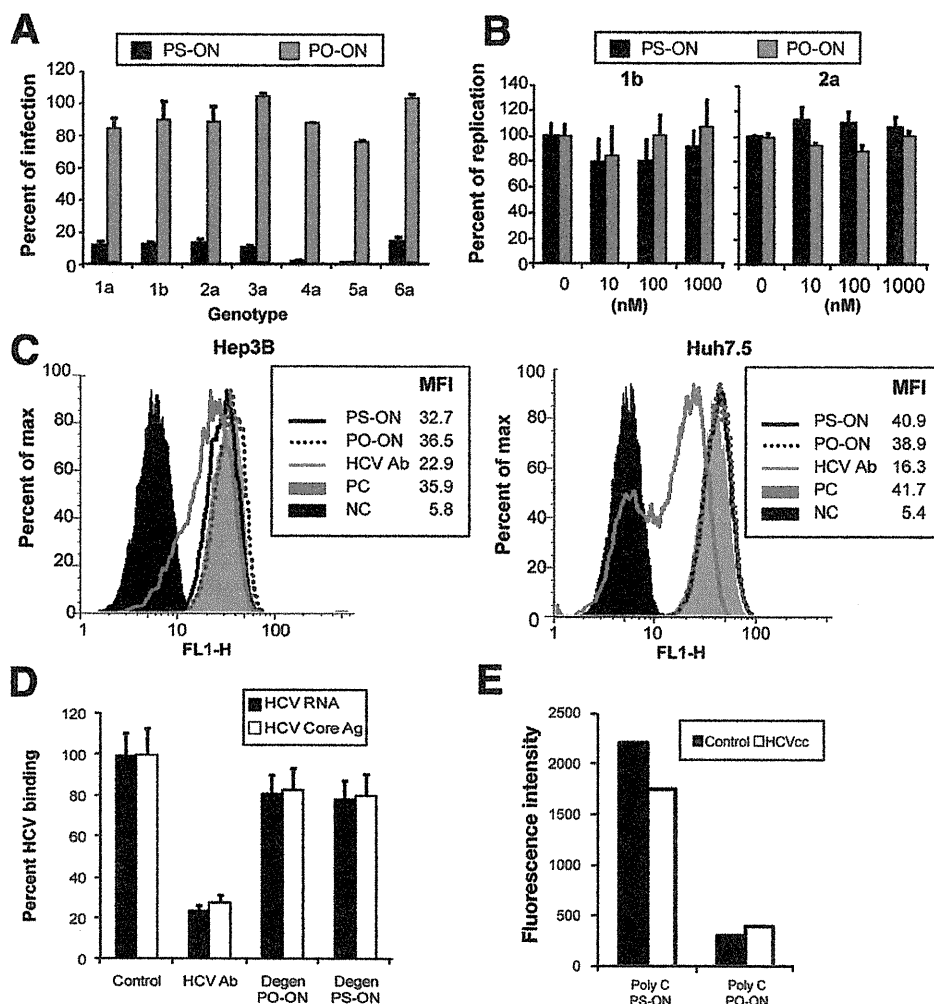 A
PS-ON PO-ON
Percent of infection
120
100
80
60
40
20
0
1a 1b 2a 3a 4a 5a 6a
Genotype
B
PS-ON PO-ON
1b 2a
Percent of replication
140
120
100
80
60
40
20
0 10 100 1000
(nM)
0 10 100 1000
(nM)
C
Hep3B
Percent of max
100
80
60
40
20
0
1 10 100
FL1-H
MFI
PS-ON 32.7
PO-ON 36.5
HCV Ab 22.9
PC 35.9
NC 5.8
Huh7.5
Percent of max
100
80
60
40
20
0
1 10 100
FL1-H
MFI
PS-ON 40.9
PO-ON 38.9
HCV Ab 16.3
PC 41.7
NC 5.4
D
HCV RNA
HCV Core Ag
Percent HCV binding
120
100
80
60
40
20
0
Control HCV Ab Degen PO-ON Degen PS-ON
E
Control HCVcc
Fluorescence intensity
2500
2000
1500
1000
500
0
Poly C PS-ON Poly C PO-ON